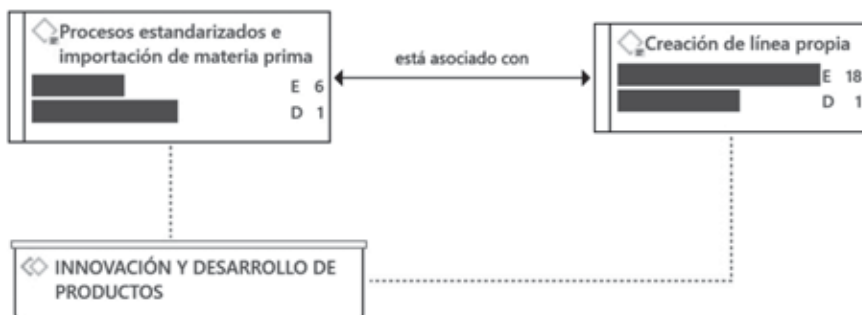 Procesos estandarizados e
importación de materia prima
E 6
D 1
está asociado con
Creación de línea propia
E 18
D 1
INNOVACIÓN Y DESARROLLO DE
PRODUCTOS